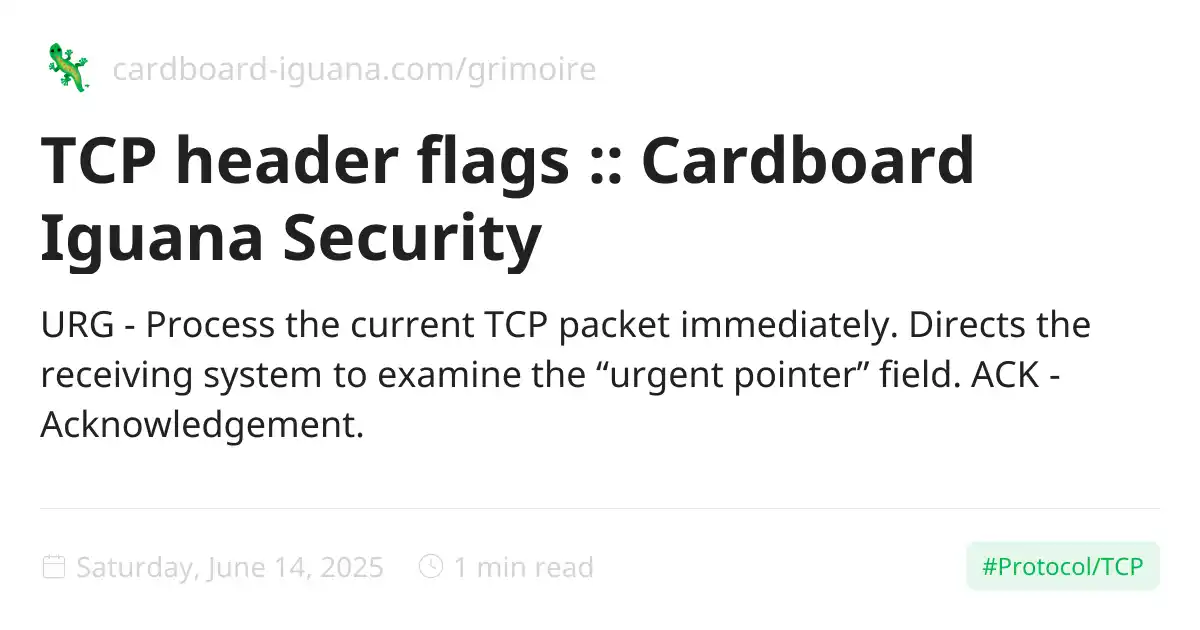 cardboard-iguana.com/grimoire
TCP header flags :: Cardboard
Iguana Security
URG - Process the current TCP packet immediately. Directs the
receiving system to examine the “urgent pointer” field. ACK -
Acknowledgement.
Saturday, June 14, 2025 1 min read #Protocol/TCP